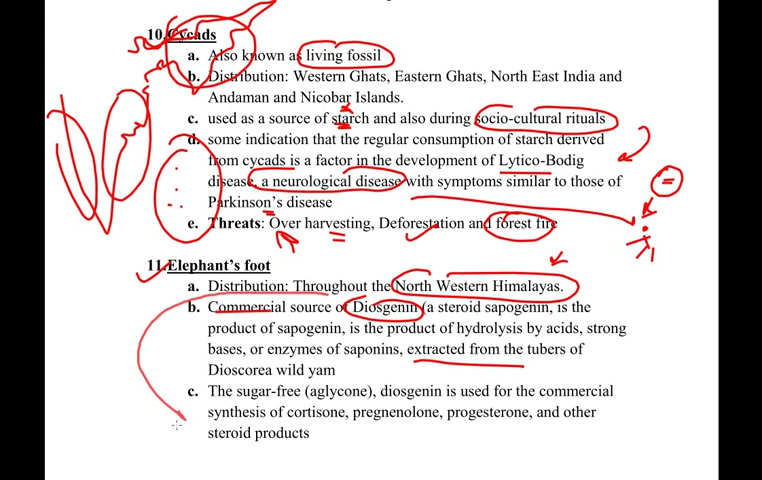 10.Cycads
a. Also known as living fossil
b. Distribution: Western Ghats, Eastern Ghats, North East India and
Andaman and Nicobar Islands.
c. used as a source of starch and also during socio-cultural rituals
d. some indication that the regular consumption of starch derived
from cycads is a factor in the development of Lytico-Bodig
disease, a neurological disease with symptoms similar to those of
Parkinson's disease
e. Threats: Over harvesting, Deforestation and forest fire
11.Elephant's foot
a. Distribution: Throughout the North Western Himalayas.
b. Commercial source of Diosgenin (a steroid sapogenin, is the
product of sapogenin, is the product of hydrolysis by acids, strong
bases, or enzymes of saponins, extracted from the tubers of
Dioscorea wild yam
c. The sugar-free (aglycone), diosgenin is used for the commercial
synthesis of cortisone, pregnenolone, progesterone, and other
steroid products